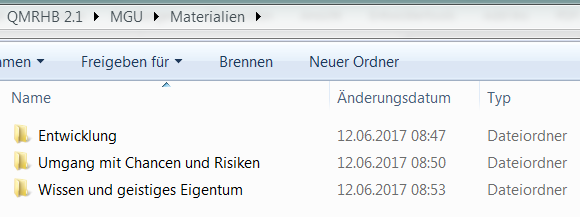 QMRHB 2.1 MGU Materialien
Freigeben für Brennen Neuer Ordner
Name Änderungsdatum Typ
Entwicklung 12.06.2017 08:47 Dateiordner
Umgang mit Chancen und Risiken 12.06.2017 08:50 Dateiordner
Wissen und geistiges Eigentum 12.06.2017 08:53 Dateiordner